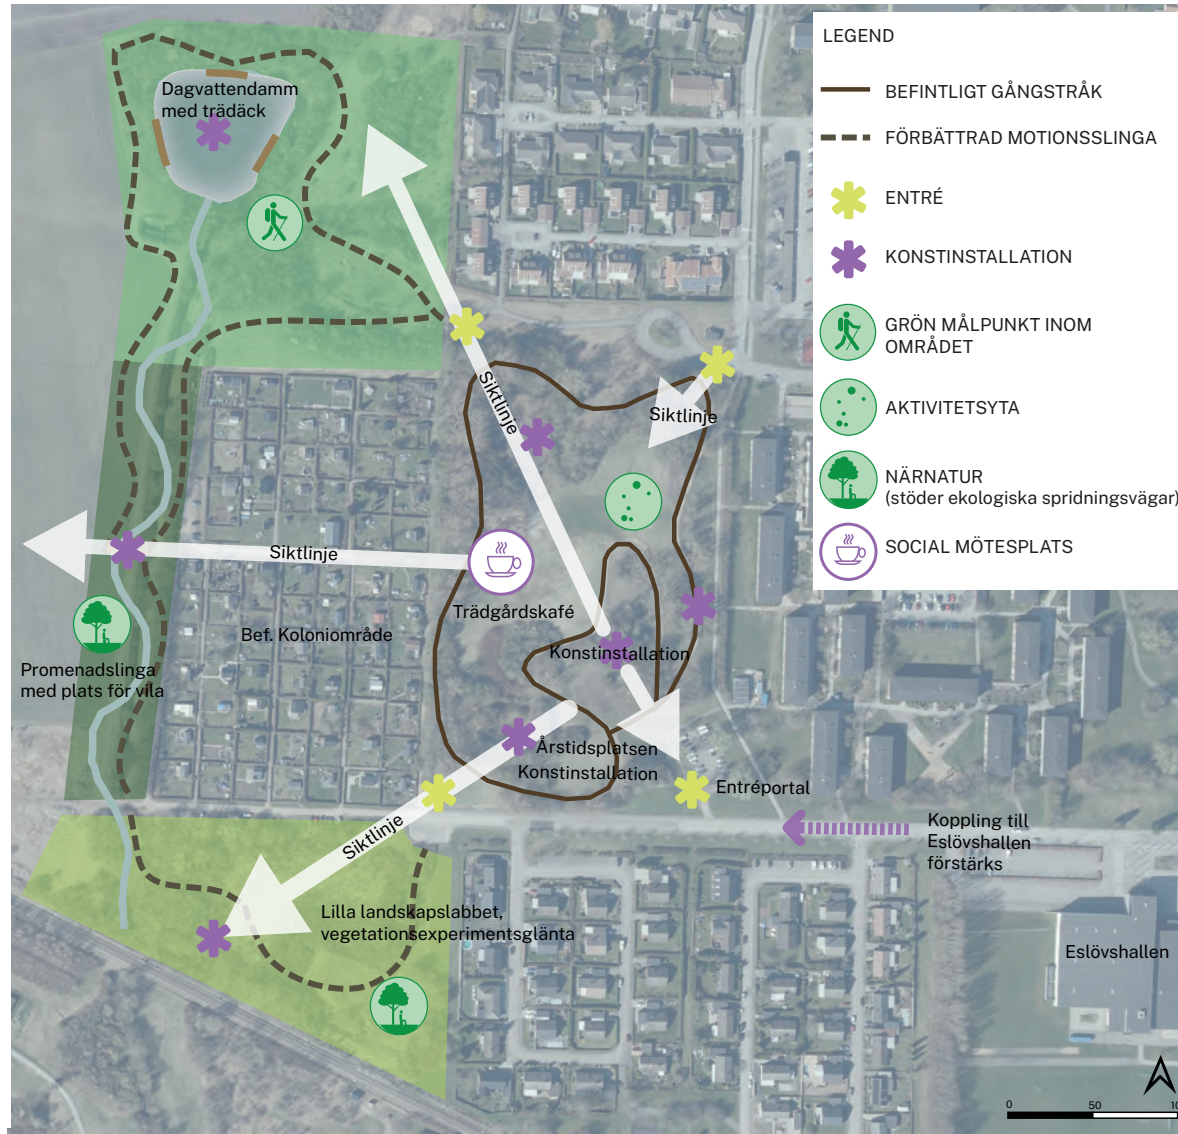 LEGEND
BEFINTLIGT GÅNGSTRÅK
FÖRBÄTTRAD MOTIONSSLINGA
ENTRÉ
KONSTINSTALLATION
GRÖN MÅLPUNKT INOM
OMRÅDET
AKTIVITETSYTA
NÄRNATUR
(stöder ekologiska spridningsvägar)
SOCIAL MÖTESPLATS
Dagvattendamm
med trädäck
Siktlinje
Siktlinje
Siktlinje
Trädgårdskafé
Bef. Koloniområde
Konstinstallation
Promenadslinga
med plats för vila
Årstidsplatsen
Konstinstallation
Entréportal
Siktlinje
Koppling till
Eslövshallen
förstärks
Lilla landskapslabbet,
vegetationsexperimentsglänta
Eslövshallen
0 50 10